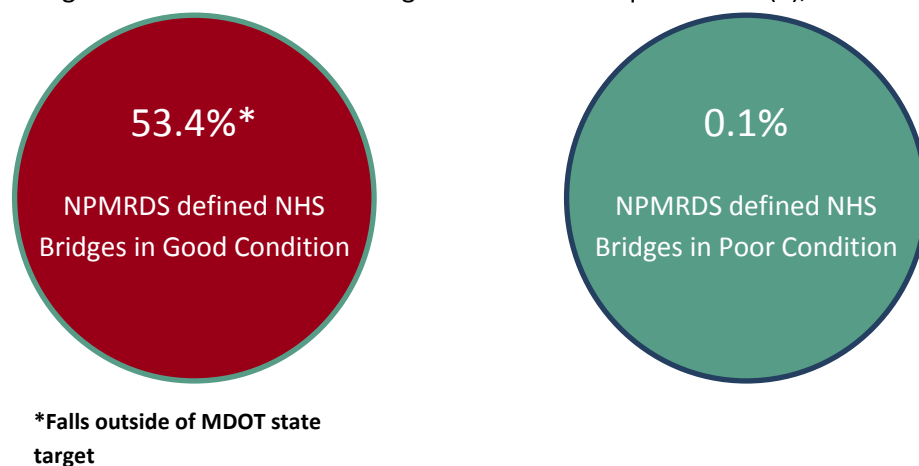 53.4%*
NPMRDS defined NHS
Bridges in Good Condition
0.1%
NPMRDS defined NHS
Bridges in Poor Condition
*Falls outside of MDOT state
target